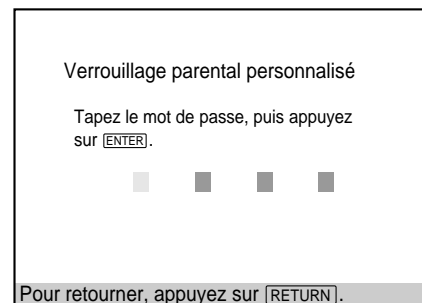 Verrouillage parental personnalisé
Tapez le mot de passe, puis appuyez
sur ENTER.
Pour retourner, appuyez sur RETURN.